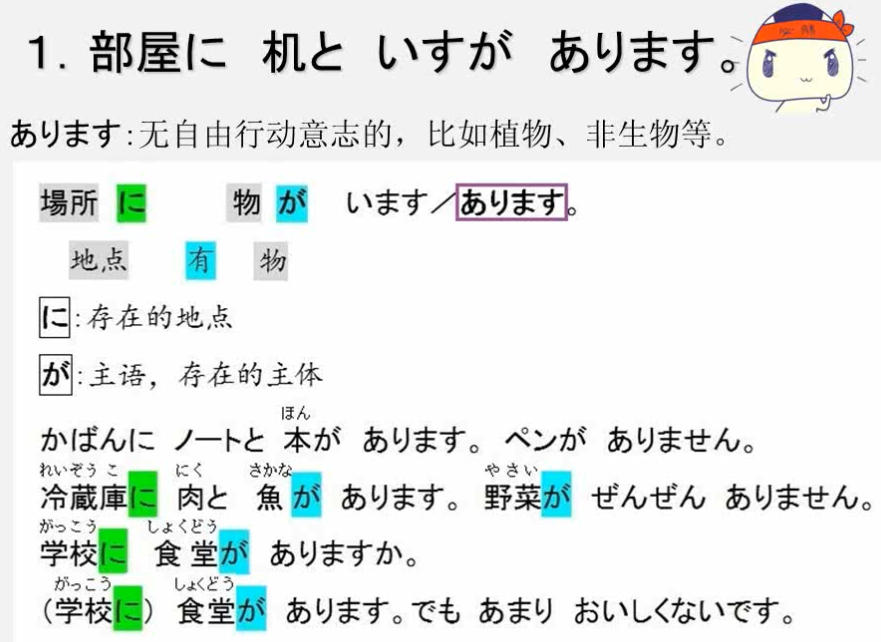 1. 部屋に 机と いすが あります。
あります:无自由行动意志的，比如植物、非生物等。
場所 に 物 が います／あります。
地点 有 物
に:存在的地点
が:主语，存在的主体
ほん
かばんに ノートと 本が あります。ペンが ありません。
れいぞうこ にく さかな やさい
冷蔵庫に 肉と 魚が あります。野菜が ぜんぜん ありません。
がっこう しょくどう
学校に 食堂が ありますか。
がっこう しょくどう
（学校に）食堂が あります。でも あまり おいしくないです。